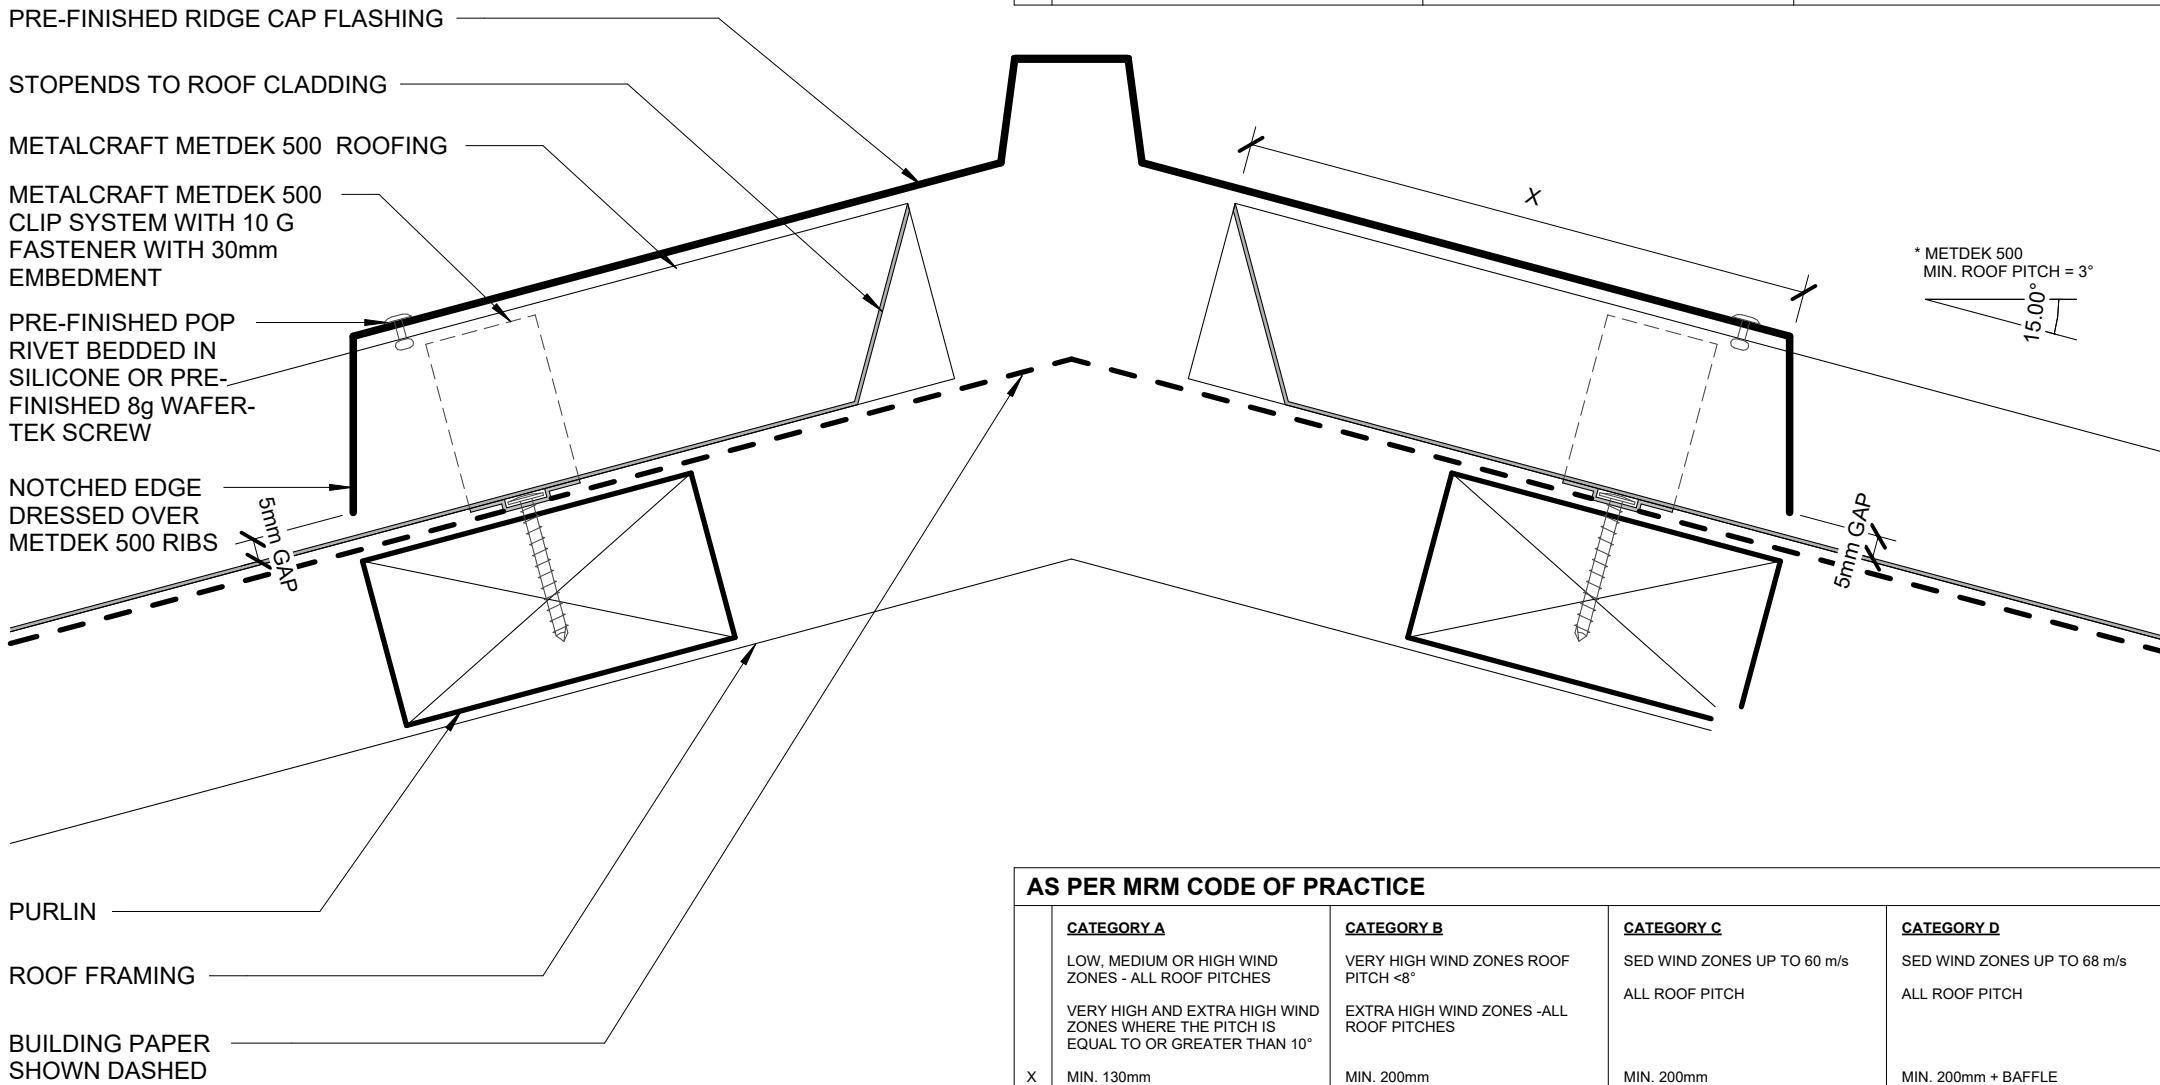 PRE-FINISHED RIDGE CAP FLASHING
STOPENDS TO ROOF CLADDING
METALCRAFT METDEK 500 ROOFING
METALCRAFT METDEK 500
CLIP SYSTEM WITH 10 G
FASTENER WITH 30mm
EMBEDMENT
PRE-FINISHED POP
RIVET BEDDED IN
SILICONE OR PRE-
FINISHED 8g WAFER-
TEK SCREW
NOTCHED EDGE
DRESSED OVER
METDEK 500 RIBS
5mm GAP
X
* METDEK 500
MIN. ROOF PITCH = 3°
15.00°
5mm GAP
PURLIN
ROOF FRAMING
BUILDING PAPER
SHOWN DASHED
AS PER MRM CODE OF PRACTICE
CATEGORY A
LOW, MEDIUM OR HIGH WIND
ZONES - ALL ROOF PITCHES
VERY HIGH AND EXTRA HIGH WIND
ZONES WHERE THE PITCH IS
EQUAL TO OR GREATER THAN 10°
CATEGORY B
VERY HIGH WIND ZONES ROOF
PITCH <8°
EXTRA HIGH WIND ZONES -ALL
ROOF PITCHES
CATEGORY C
SED WIND ZONES UP TO 60 m/s
ALL ROOF PITCH
CATEGORY D
SED WIND ZONES UP TO 68 m/s
ALL ROOF PITCH
X MIN. 130mm MIN. 200mm MIN. 200mm MIN. 200mm + BAFFLE